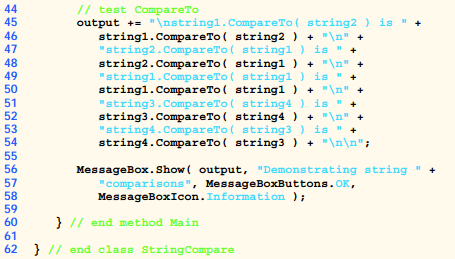 44 // test CompareTo
45 output += "\nstring1.CompareTo( string2 ) is " +
46 string1.CompareTo( string2 ) + "\n" +
47 "string2.CompareTo( string1 ) is " +
48 string2.CompareTo( string1 ) + "\n" +
49 "string1.CompareTo( string1 ) is " +
50 string1.CompareTo( string1 ) + "\n" +
51 "string3.CompareTo( string4 ) is " +
52 string3.CompareTo( string4 ) + "\n" +
53 "string4.CompareTo( string3 ) is " +
54 string4.CompareTo( string3 ) + "\n\n";
55
56 MessageBox.Show( output, "Demonstrating string " +
57 "comparisons", MessageBoxButtons.OK,
58 MessageBoxIcon.Information );
59
60 } // end method Main
61
62 } // end class StringCompare